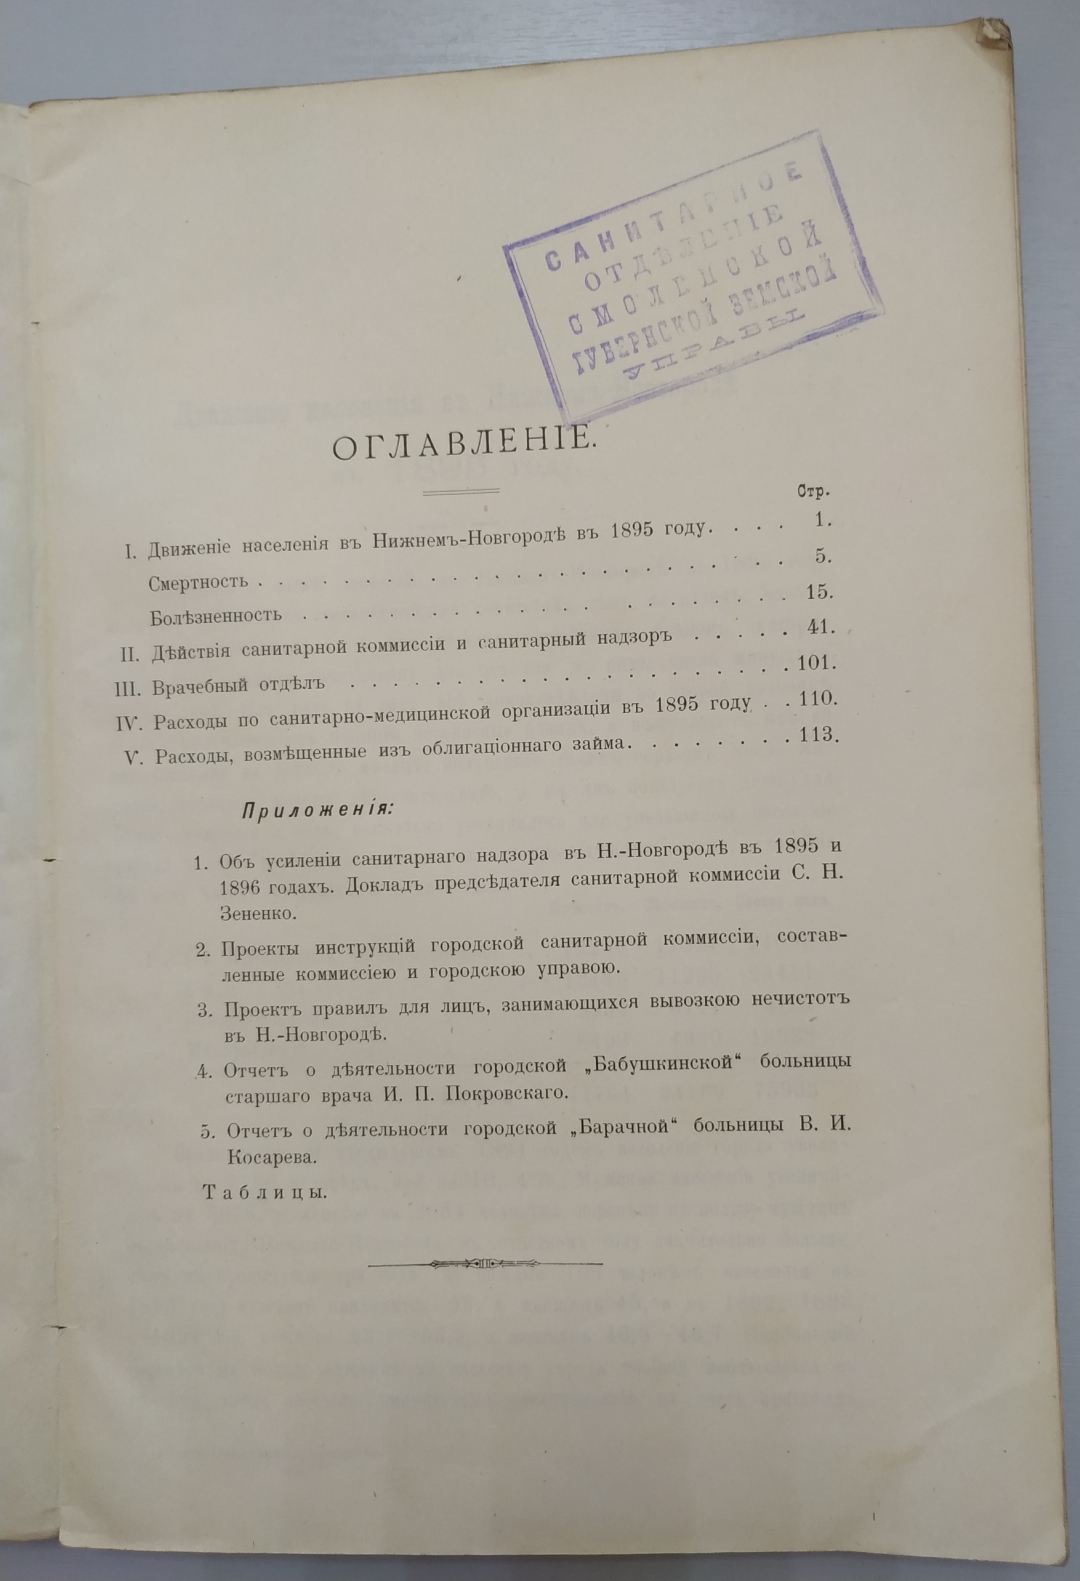 САНИТАРНОЕ
ОТДѢЛЕНІЕ
СМОЛЕНСКОЙ
ГУБЕРНСКОЙ ЗЕМСКОЙ
УПРАВЫ
ОГЛАВЛЕНІЕ.
Стр.
I. Движеніе населенія въ Нижнемъ-Новгородѣ въ 1895 году. . . . 1.
Смертность . . . . . . . . . . . . . . . . . . . . . . 5.
Болѣзненность . . . . . . . . . . . . . . . . . . . . 15.
II. Дѣйствія санитарной коммиссіи и санитарный надзоръ . . . . . 41.
III. Врачебный отдѣлъ . . . . . . . . . . . . . . . . . . . 101.
IV. Расходы по санитарно-медицинской организаціи въ 1895 году . . 110.
V. Расходы, возмѣщенные изъ облигаціоннаго займа. . . . . . . . 113.
Приложенія:
1. Объ усиленіи санитарнаго надзора въ Н.-Новгородѣ въ 1895 и
1896 годахъ. Докладъ предсѣдателя санитарной коммиссіи С. Н.
Зененко.
2. Проекты инструкцій городской санитарной коммиссіи, состав-
ленные коммиссіею и городскою управою.
3. Проектъ правилъ для лицъ, занимающихся вывозкою нечистотъ
въ Н.-Новгородѣ.
4. Отчетъ о дѣятельности городской „Бабушкинской“ больницы
старшаго врача И. П. Покровскаго.
5. Отчетъ о дѣятельности городской „Барачной“ больницы В. И.
Косарева.
Таблицы.